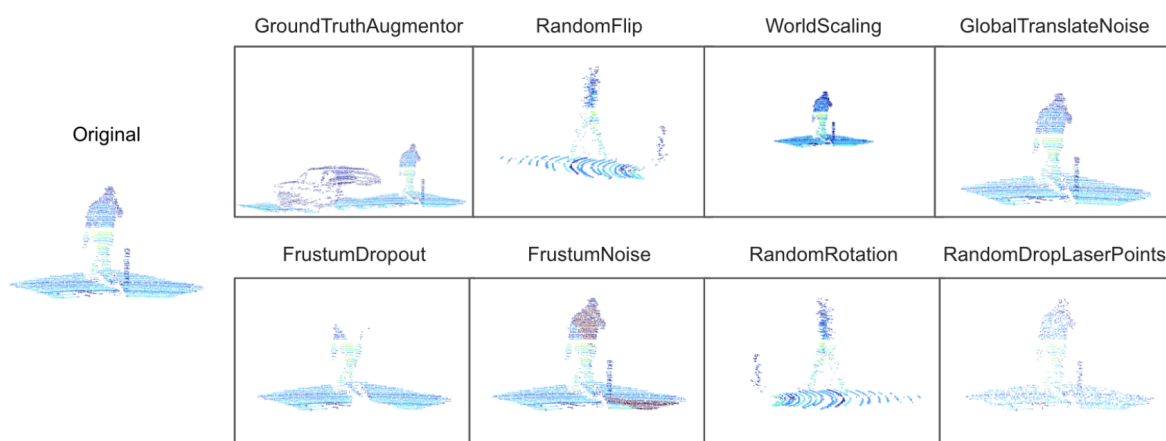 GroundTruthAugmentor
RandomFlip
WorldScaling
GlobalTranslateNoise
Original
FrustumDropout
FrustumNoise
RandomRotation
RandomDropLaserPoints